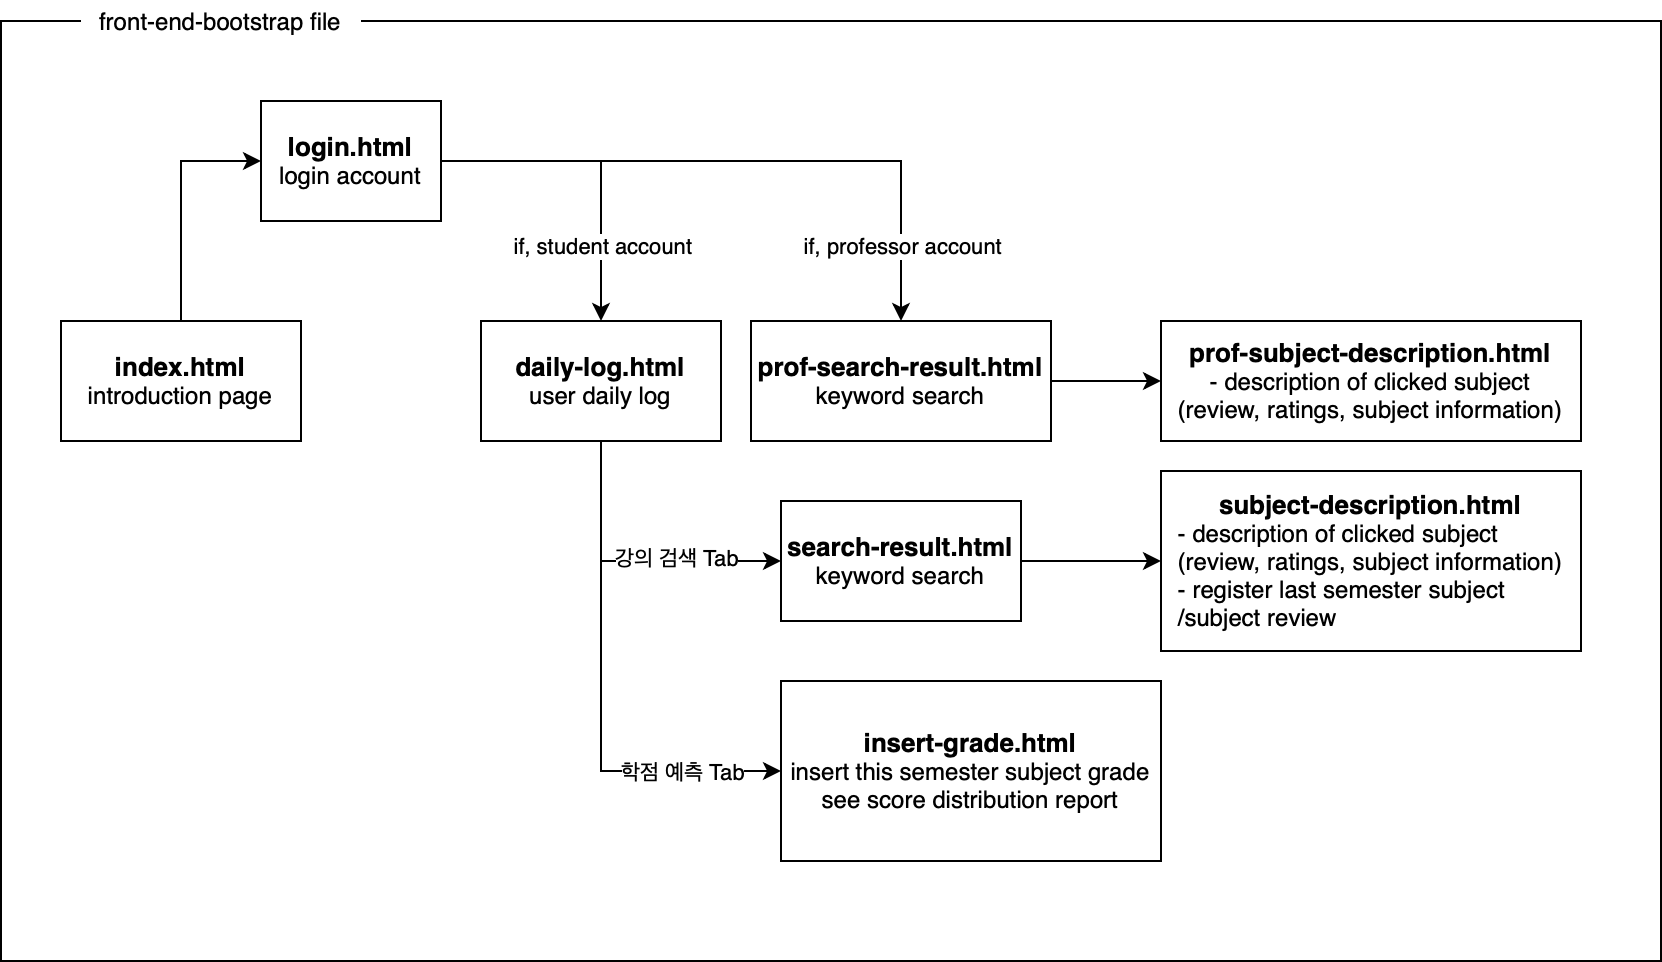 front-end-bootstrap file
login.html
login account
if, student account
if, professor account
index.html
introduction page
daily-log.html
user daily log
prof-search-result.html
keyword search
prof-subject-description.html
- description of clicked subject
(review, ratings, subject information)
강의 검색 Tab
search-result.html
keyword search
subject-description.html
- description of clicked subject
(review, ratings, subject information)
- register last semester subject
/subject review
학점 예측 Tab
insert-grade.html
insert this semester subject grade
see score distribution report